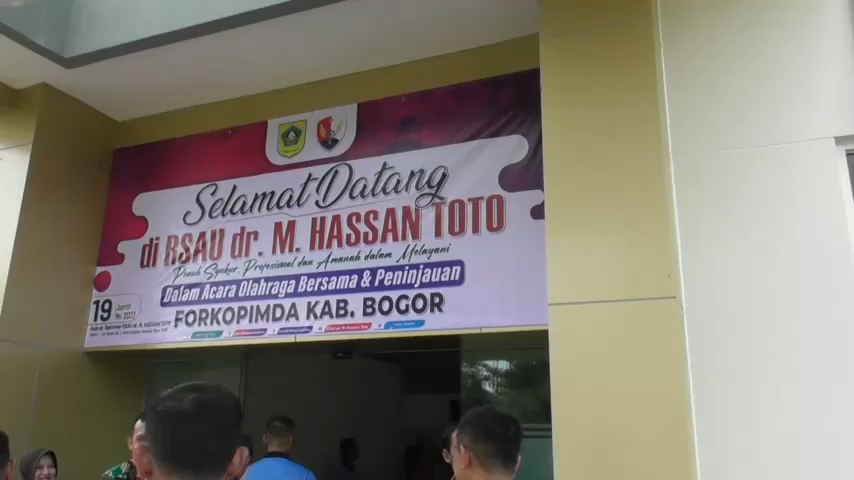 Selamat Datang
di RSAU dr. M. HASSAN TOTO
Penuh Syukur, Profesional dan Amanah dalam Melayani
Dalam Acara Olahraga Bersama & Peninjauan
FORKOPIMDA KAB. BOGOR
19